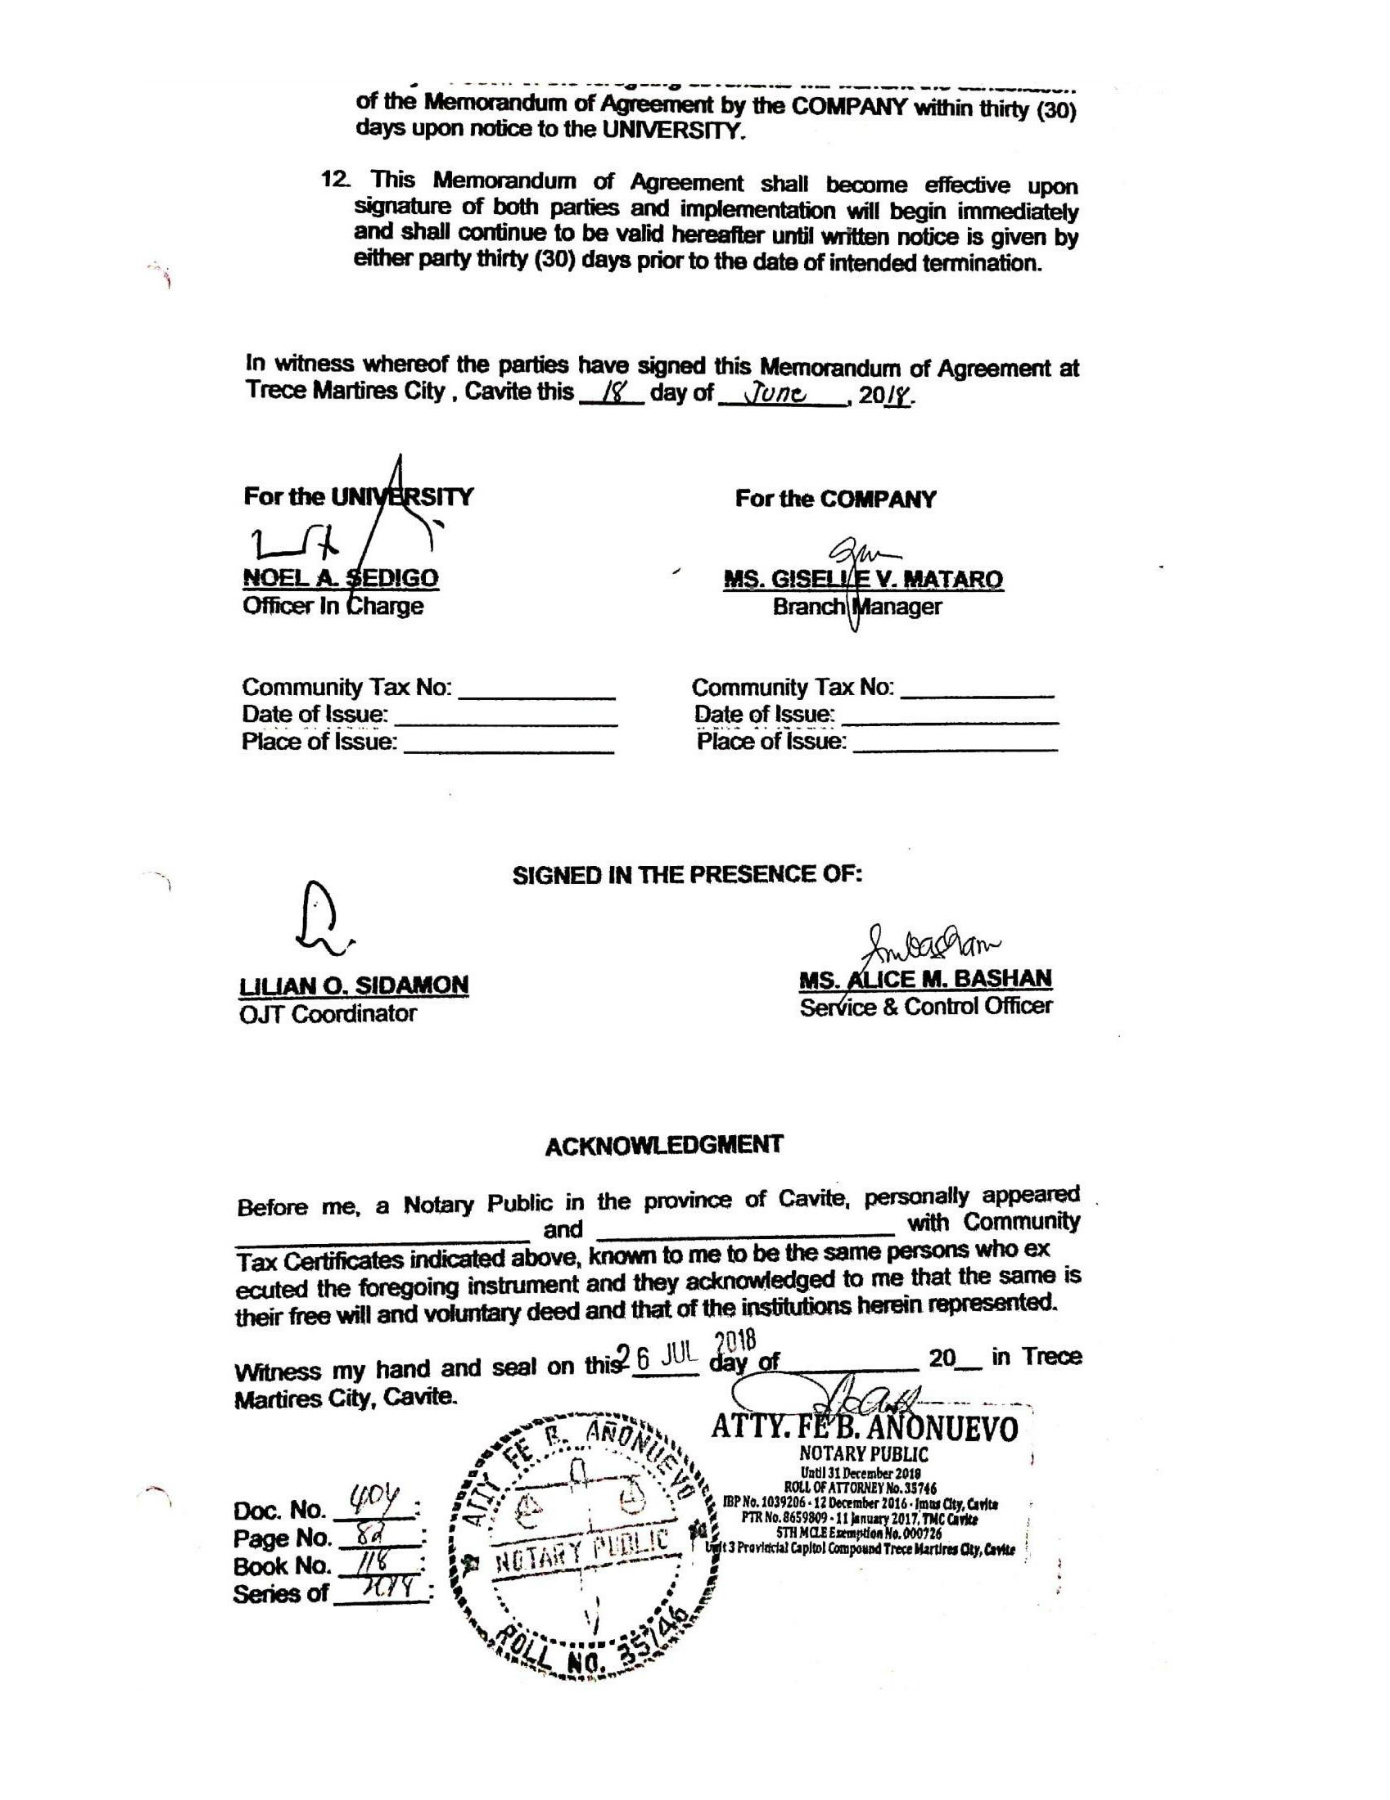 of the Memorandum of Agreement by the COMPANY within thirty (30)
days upon notice to the UNIVERSITY.
12. This Memorandum of Agreement shall become effective upon
signature of both parties and implementation will begin immediately
and shall continue to be valid hereafter until written notice is given by
either party thirty (30) days prior to the date of intended termination.
In witness whereof the parties have signed this Memorandum of Agreement at
Trece Martires City , Cavite this 18 day of June , 2018.
For the UNIVERSITY
For the COMPANY
NOEL A. SEDIGO
MS. GISELLE V. MATARO
Officer In Charge
Branch Manager
Community Tax No:
Community Tax No:
Date of Issue:
Date of Issue:
Place of Issue:
Place of Issue:
SIGNED IN THE PRESENCE OF:
LILIAN O. SIDAMON
MS. ALICE M. BASHAN
OJT Coordinator
Service & Control Officer
ACKNOWLEDGMENT
Before me, a Notary Public in the province of Cavite, personally appeared
and with Community
Tax Certificates indicated above, known to me to be the same persons who ex
ecuted the foregoing instrument and they acknowledged to me that the same is
their free will and voluntary deed and that of the institutions herein represented.
Witness my hand and seal on this 26 JUL 2018 day of 20__ in Trece
Martires City, Cavite.
ATTY. FE B. AÑONUEVO
NOTARY PUBLIC
Until 31 December 2018
ROLL OF ATTORNEY No. 35746
IBP No. 1039206 - 12 December 2016 - Imus City, Cavite
PTR No. 8659809 - 11 January 2017, TMC Cavite
5TH MCLE Exemption No. 000726
Unit 3 Provincial Capitol Compound Trece Martires City, Cavite
Doc. No. 404 :
Page No. 82 :
Book No. 118 :
Series of 2018 :
ATTY FE B. AÑONUEVO
NOTARY PUBLIC
ROLL NO. 35746